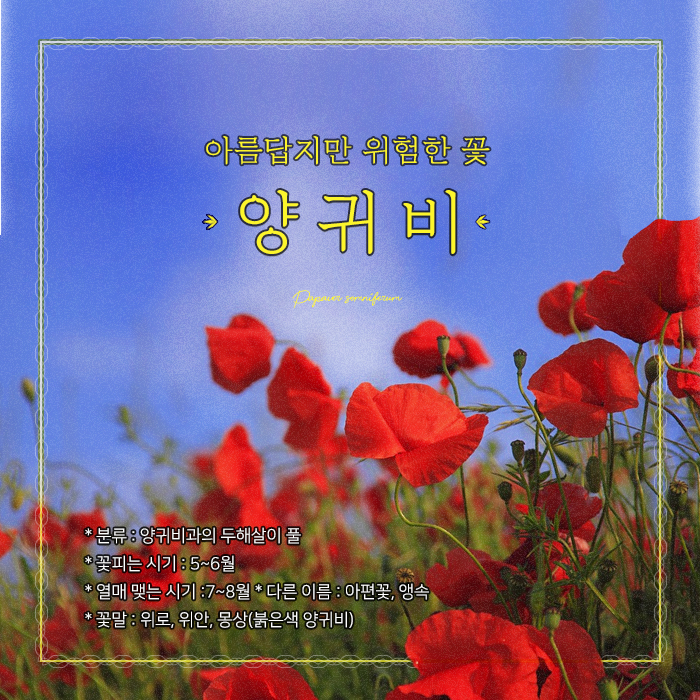 아름답지만 위험한 꽃
양귀비
Papaver somniferum
* 분류 : 양귀비과의 두해살이 풀
* 꽃피는 시기 : 5~6월
* 열매 맺는 시기 :7~8월 * 다른 이름 : 아편꽃, 앵속
* 꽃말 : 위로, 위안, 몽상(붉은색 양귀비)